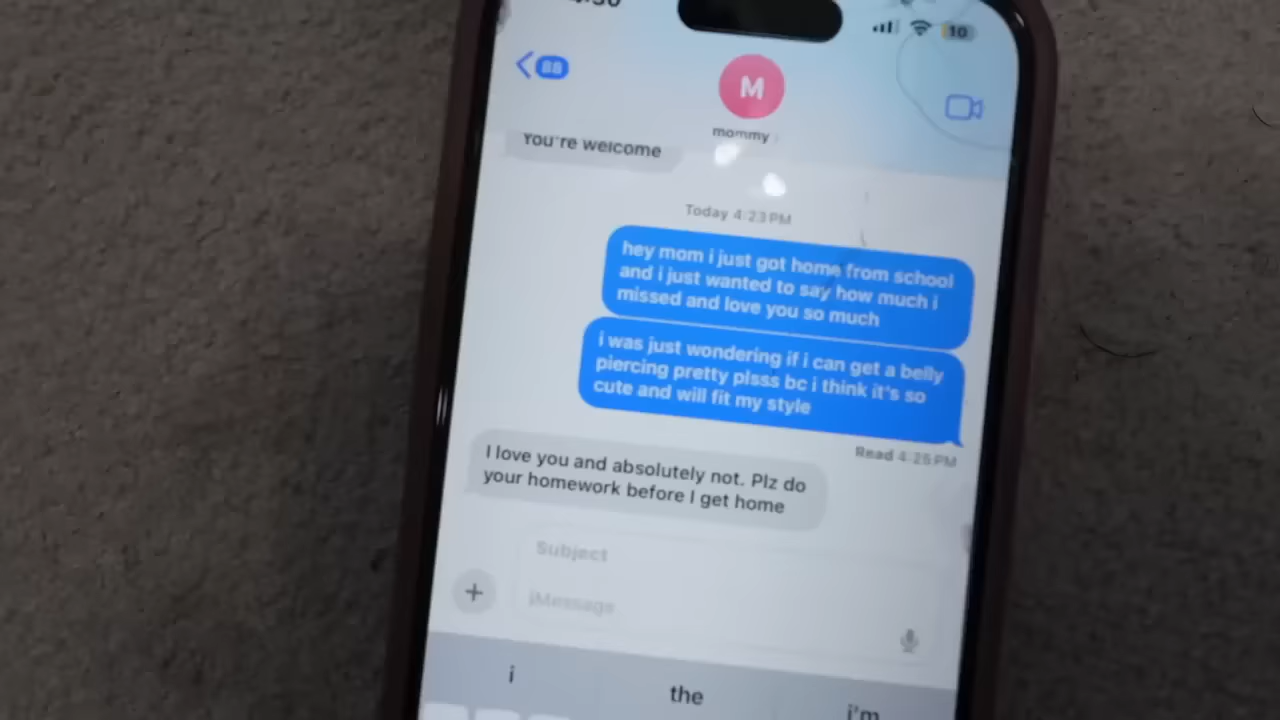 10
88
M
mommy
You're welcome
Today 4:23 PM
hey mom i just got home from school
and i just wanted to say how much i
missed and love you so much
i was just wondering if i can get a belly
piercing pretty plsss bc i think it's so
cute and will fit my style
Read 4:25 PM
I love you and absolutely not. Plz do
your homework before I get home
Subject
iMessage
i
the
i'm